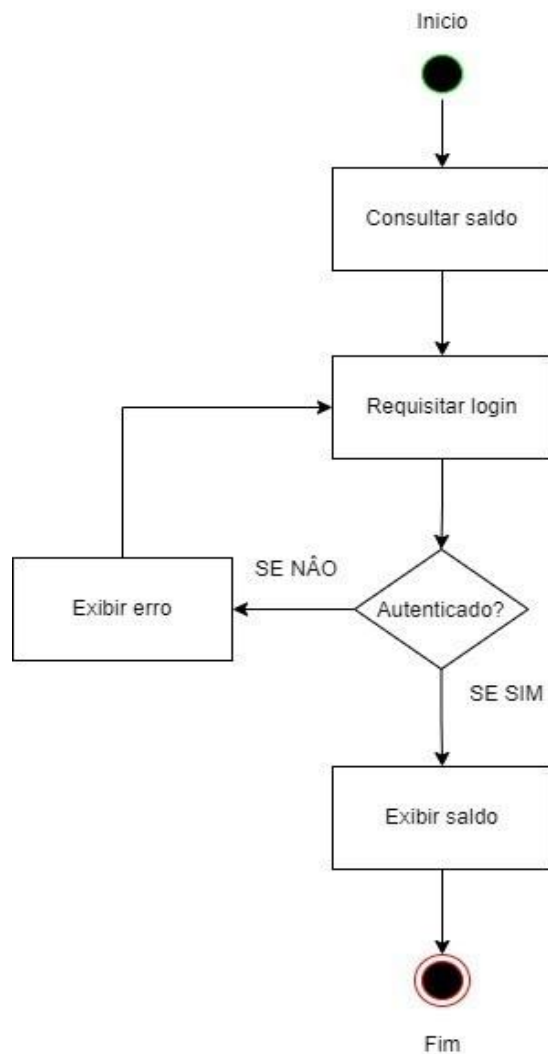 Inicio
Consultar saldo
Requisitar login
SE NÂO
Exibir erro
Autenticado?
SE SIM
Exibir saldo
Fim